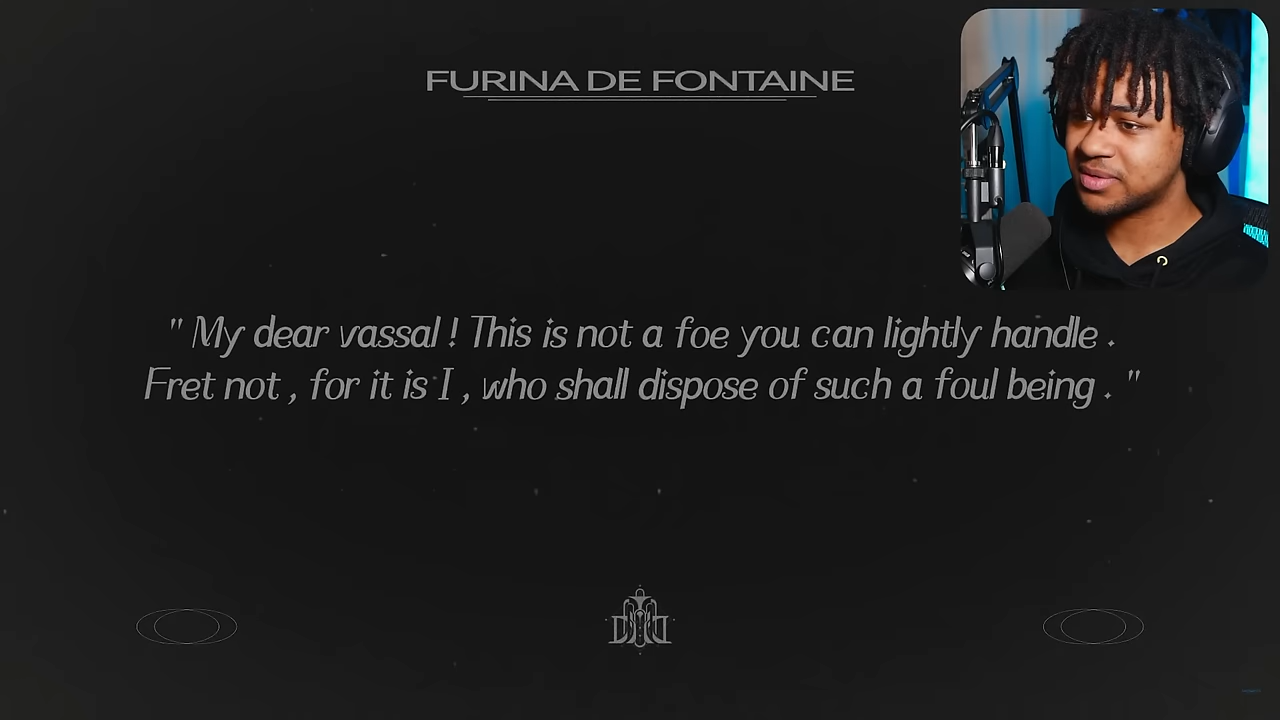 FURINA DE FONTAINE
" My dear vassal ! This is not a foe you can lightly handle .
Fret not , for it is I , who shall dispose of such a foul being . "